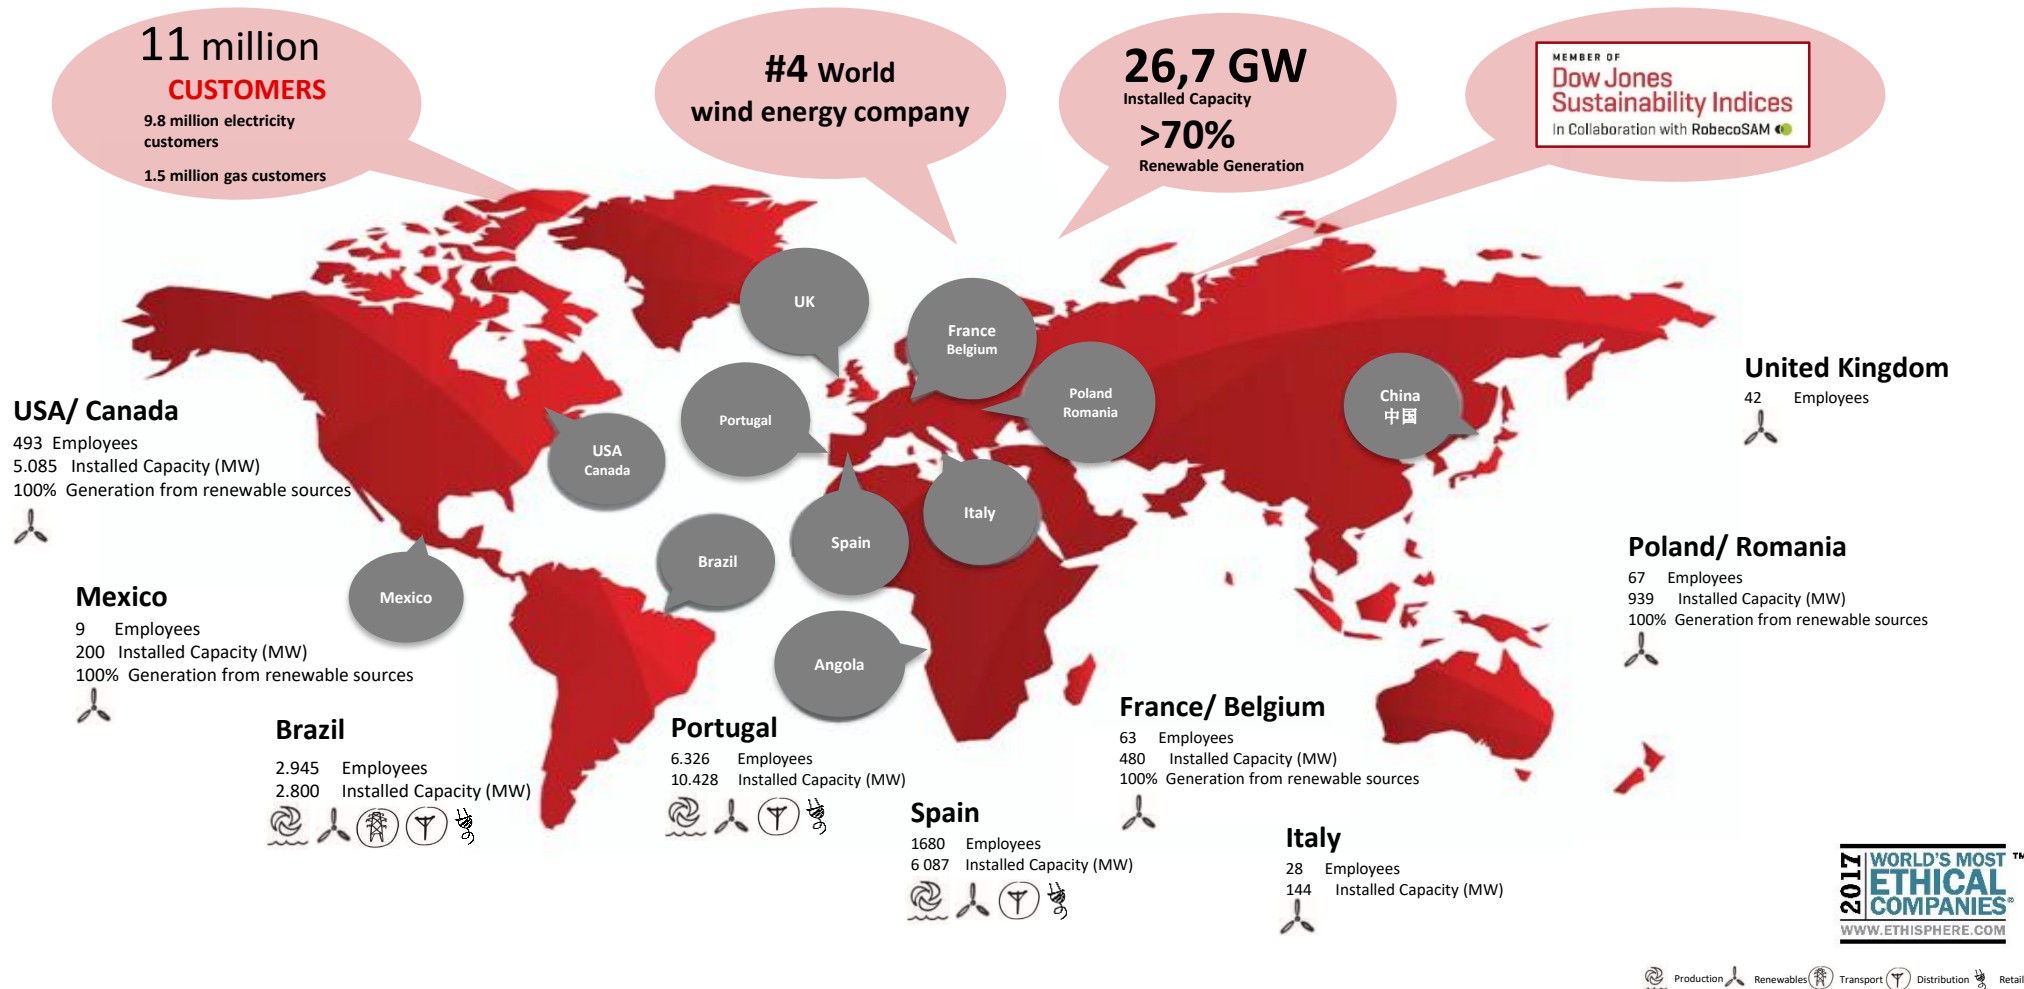 11 million
CUSTOMERS
9.8 million electricity
customers
1.5 million gas customers
#4 World
wind energy company
26,7 GW
Installed Capacity
>70%
Renewable Generation
MEMBER OF
Dow Jones
Sustainability Indices
In Collaboration with RobecoSAM
UK
France
Belgium
Portugal
Poland
Romania
China
中国
USA
Canada
Italy
Spain
Brazil
Mexico
Angola
USA/ Canada
493 Employees
5.085 Installed Capacity (MW)
100% Generation from renewable sources
Mexico
9 Employees
200 Installed Capacity (MW)
100% Generation from renewable sources
Brazil
2.945 Employees
2.800 Installed Capacity (MW)
Portugal
6.326 Employees
10.428 Installed Capacity (MW)
Spain
1680 Employees
6 087 Installed Capacity (MW)
France/ Belgium
63 Employees
480 Installed Capacity (MW)
100% Generation from renewable sources
Italy
28 Employees
144 Installed Capacity (MW)
United Kingdom
42 Employees
Poland/ Romania
67 Employees
939 Installed Capacity (MW)
100% Generation from renewable sources
2017
WORLD'S MOST ™
ETHICAL
COMPANIES®
WWW.ETHISPHERE.COM
Production Renewables Transport Distribution Retail